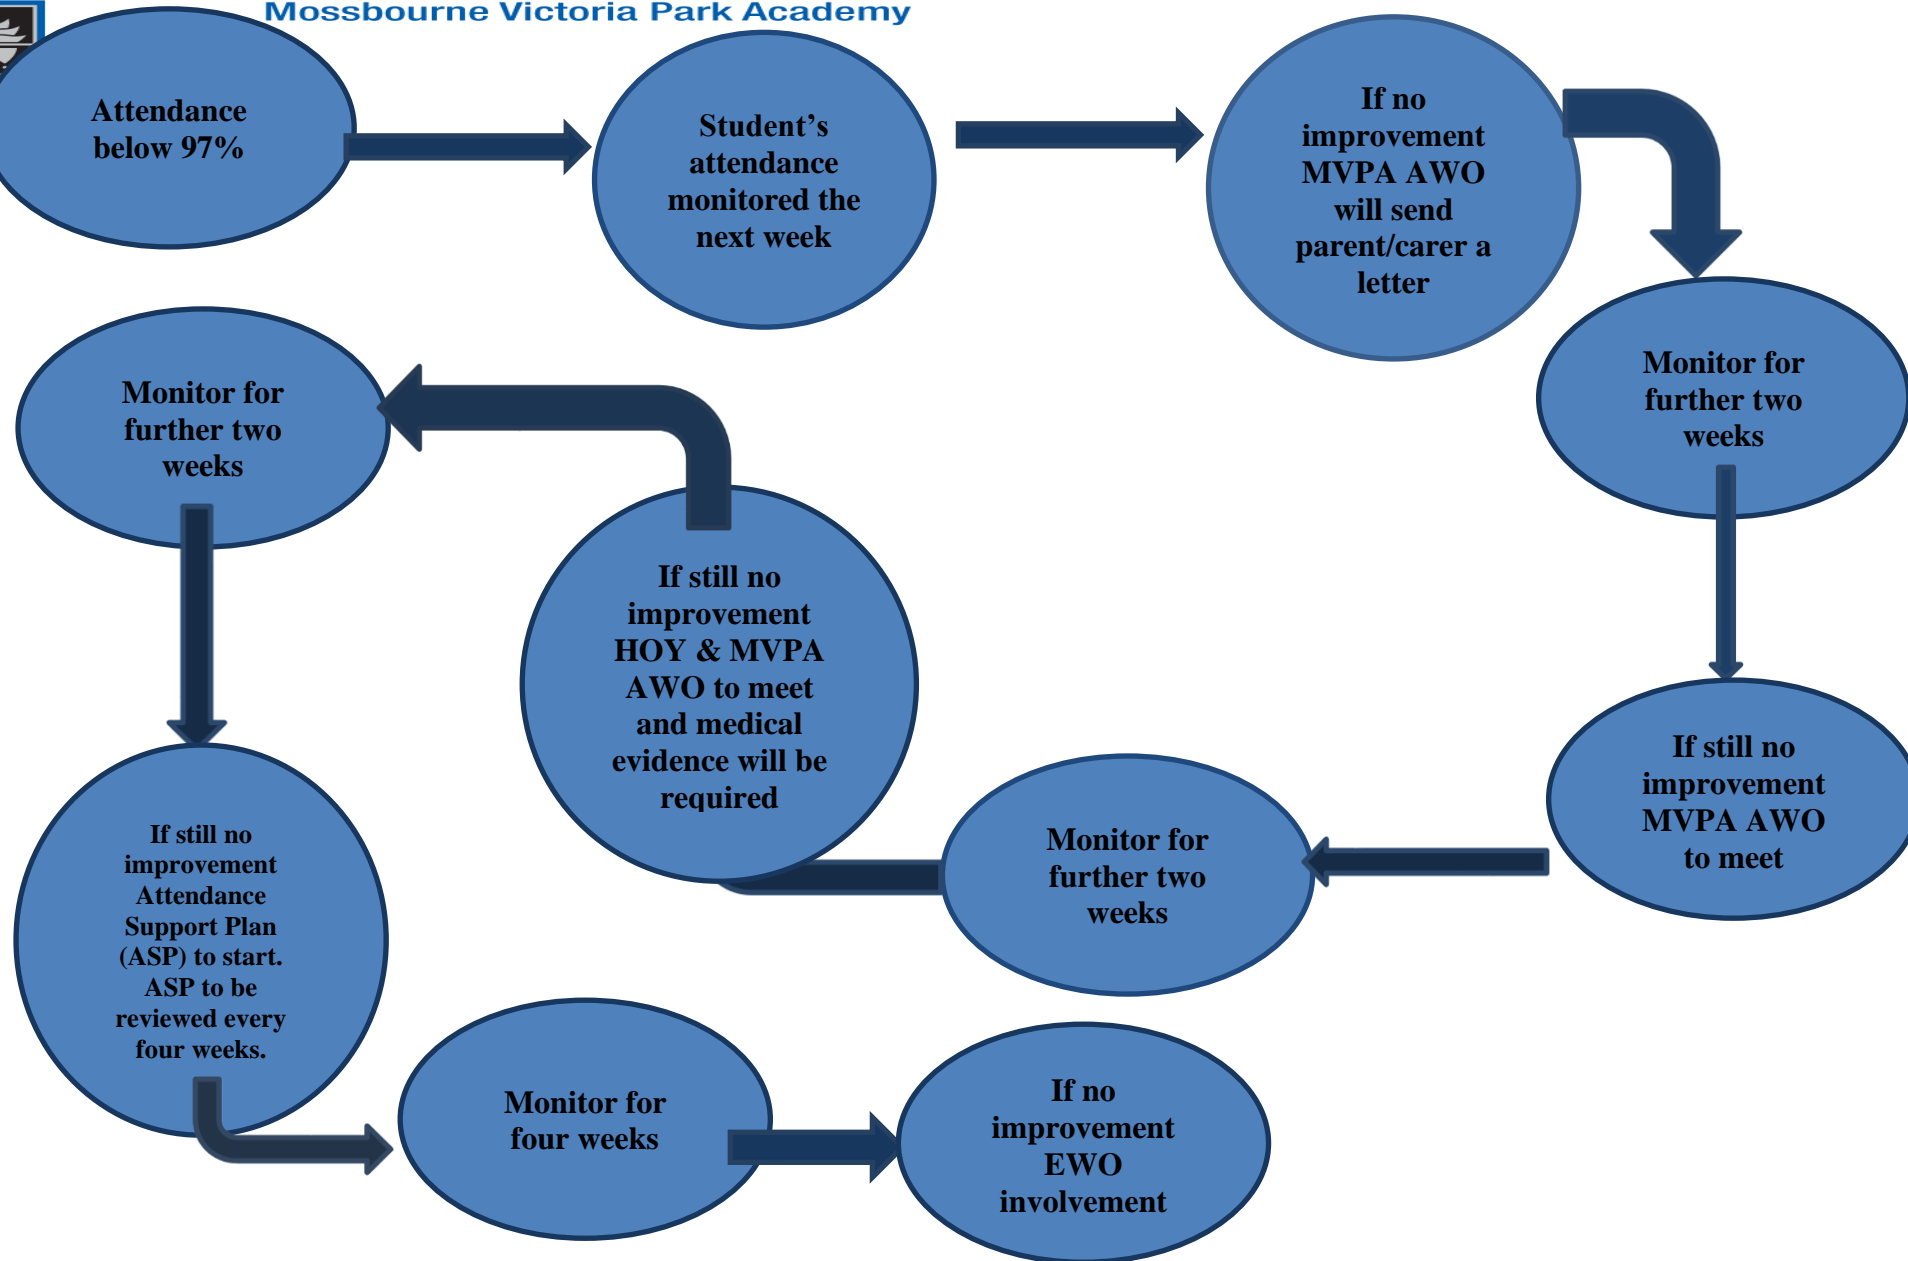 Mossbourne Victoria Park Academy
Attendance
below 97%
Student’s
attendance
monitored the
next week
If no
improvement
MVPA AWO
will send
parent/carer a
letter
Monitor for
further two
weeks
If still no
improvement
MVPA AWO
to meet
Monitor for
further two
weeks
If still no
improvement
HOY & MVPA
AWO to meet
and medical
evidence will be
required
Monitor for
further two
weeks
If still no
improvement
Attendance
Support Plan
(ASP) to start.
ASP to be
reviewed every
four weeks.
Monitor for
four weeks
If no
improvement
EWO
involvement